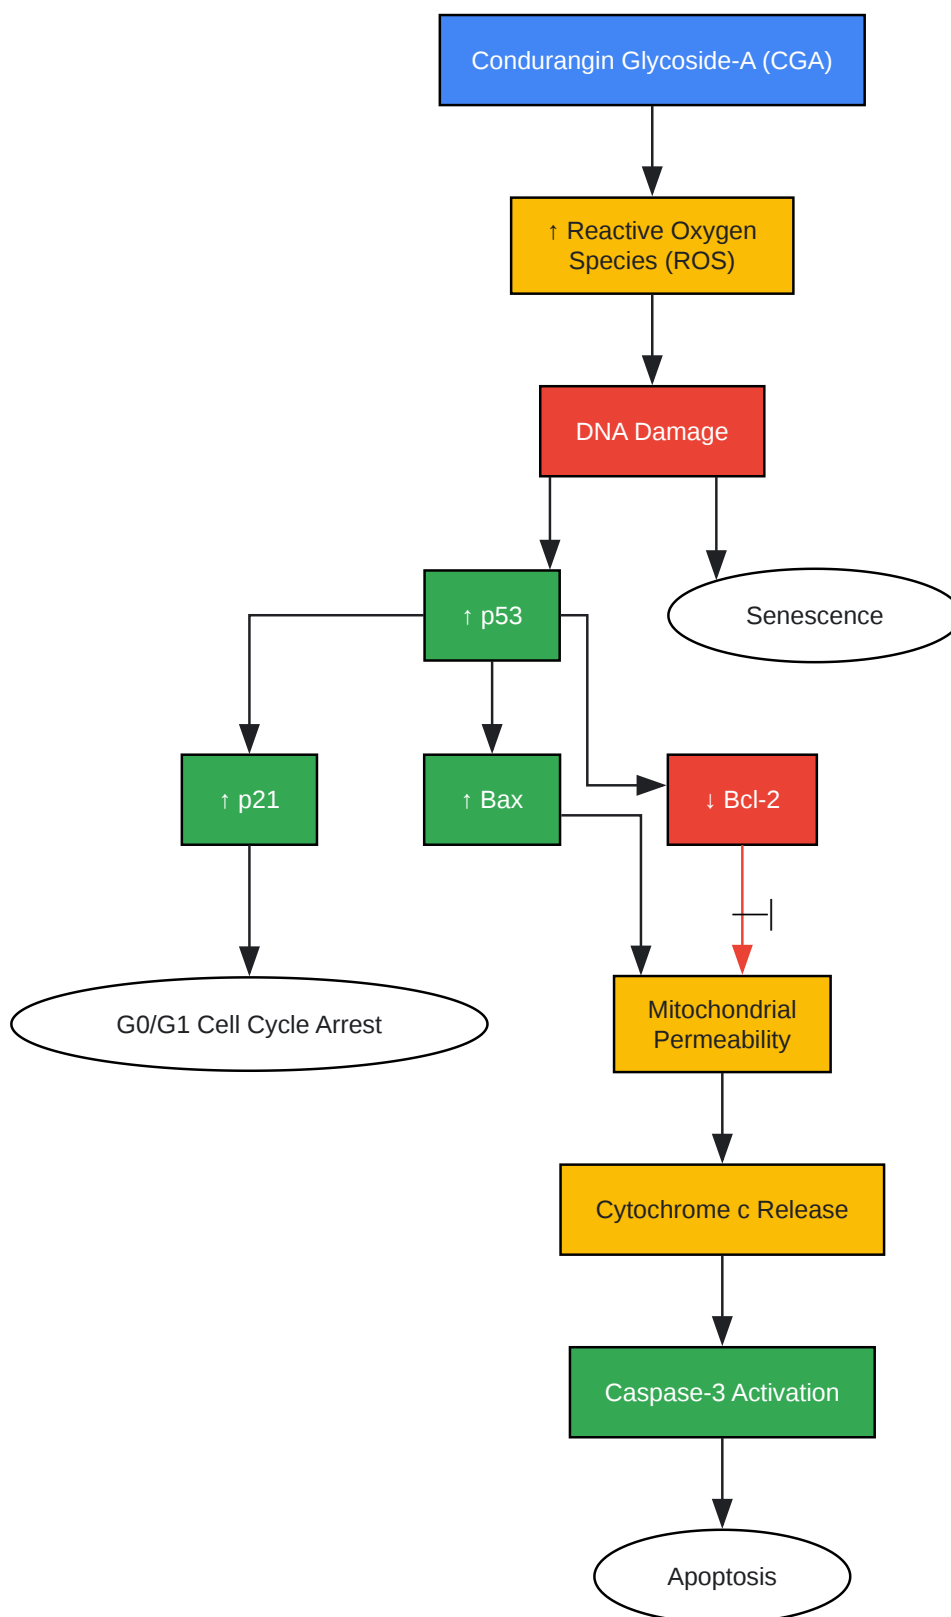 Condurangin Glycoside-A (CGA)
↑ Reactive Oxygen
Species (ROS)
DNA Damage
↑ p53
Senescence
↑ p21
↑ Bax
↓ Bcl-2
G0/G1 Cell Cycle Arrest
Mitochondrial
Permeability
Cytochrome c Release
Caspase-3 Activation
Apoptosis